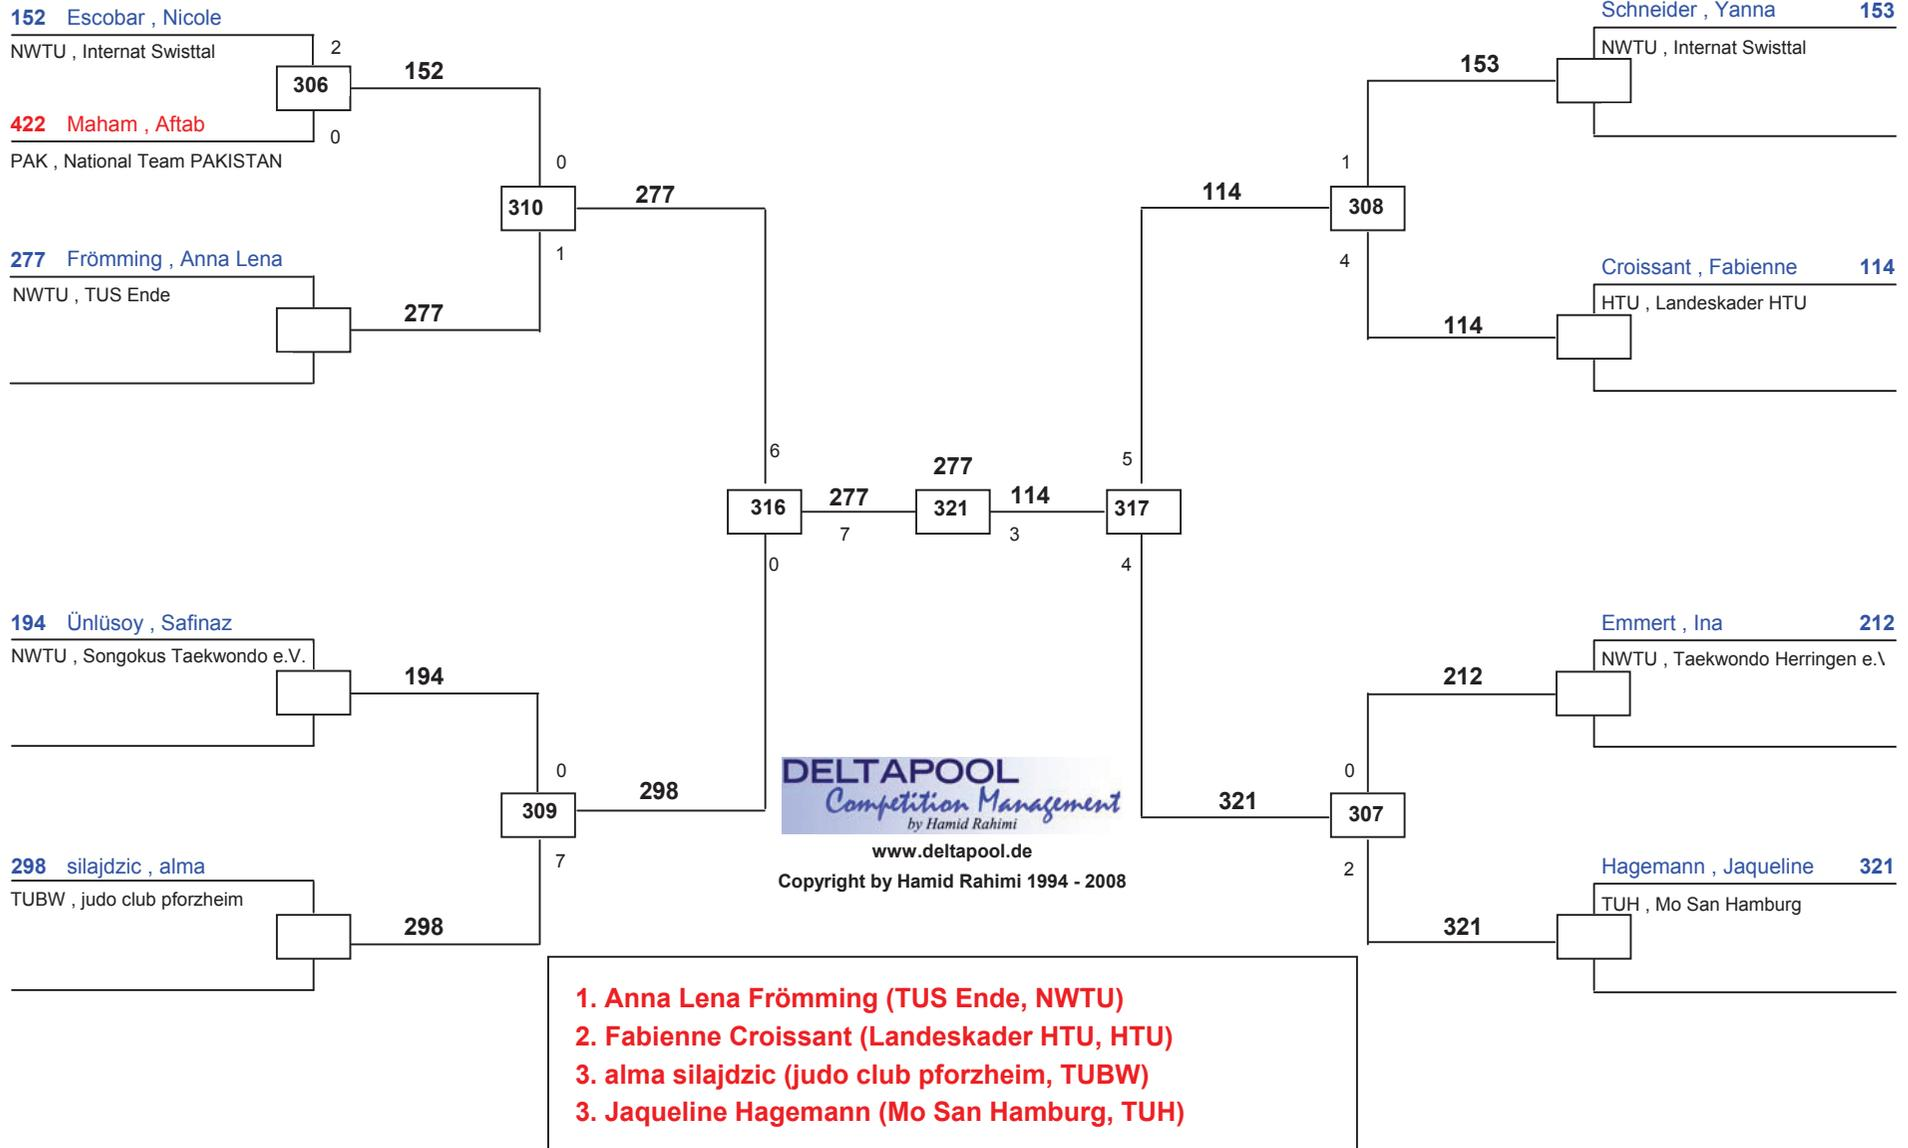 152 Escobar , Nicole
NWTU , Internat Swisttal
2
306
152
422 Maham , Aftab
0
PAK , National Team PAKISTAN
0
310
277
1
277 Frömming , Anna Lena
NWTU , TUS Ende
277
6
316
277
7
0
277
321
114
3
5
317
4
194 Ünlüsoy , Safinaz
NWTU , Songokus Taekwondo e.V.
194
0
309
298
7
298 silajdzic , alma
TUBW , judo club pforzheim
298
Schneider , Yanna 153
NWTU , Internat Swisttal
153
1
114
308
4
Croissant , Fabienne 114
HTU , Landeskader HTU
114
Emmert , Ina 212
NWTU , Taekwondo Herringen e.\
212
0
321
307
2
Hagemann , Jaqueline 321
TUH , Mo San Hamburg
321
DELTAPOOL
Competition Management
by Hamid Rahimi
www.deltapool.de
Copyright by Hamid Rahimi 1994 - 2008
1. Anna Lena Frömming (TUS Ende, NWTU)
2. Fabienne Croissant (Landeskader HTU, HTU)
3. alma silajdzic (judo club pforzheim, TUBW)
3. Jaqueline Hagemann (Mo San Hamburg, TUH)